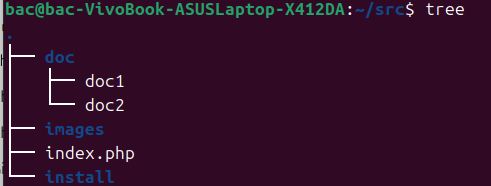 bac@bac-VivoBook-ASUSLaptop-X412DA:~/src$ tree
.
├── doc
│   ├── doc1
│   └── doc2
├── images
├── index.php
└── install